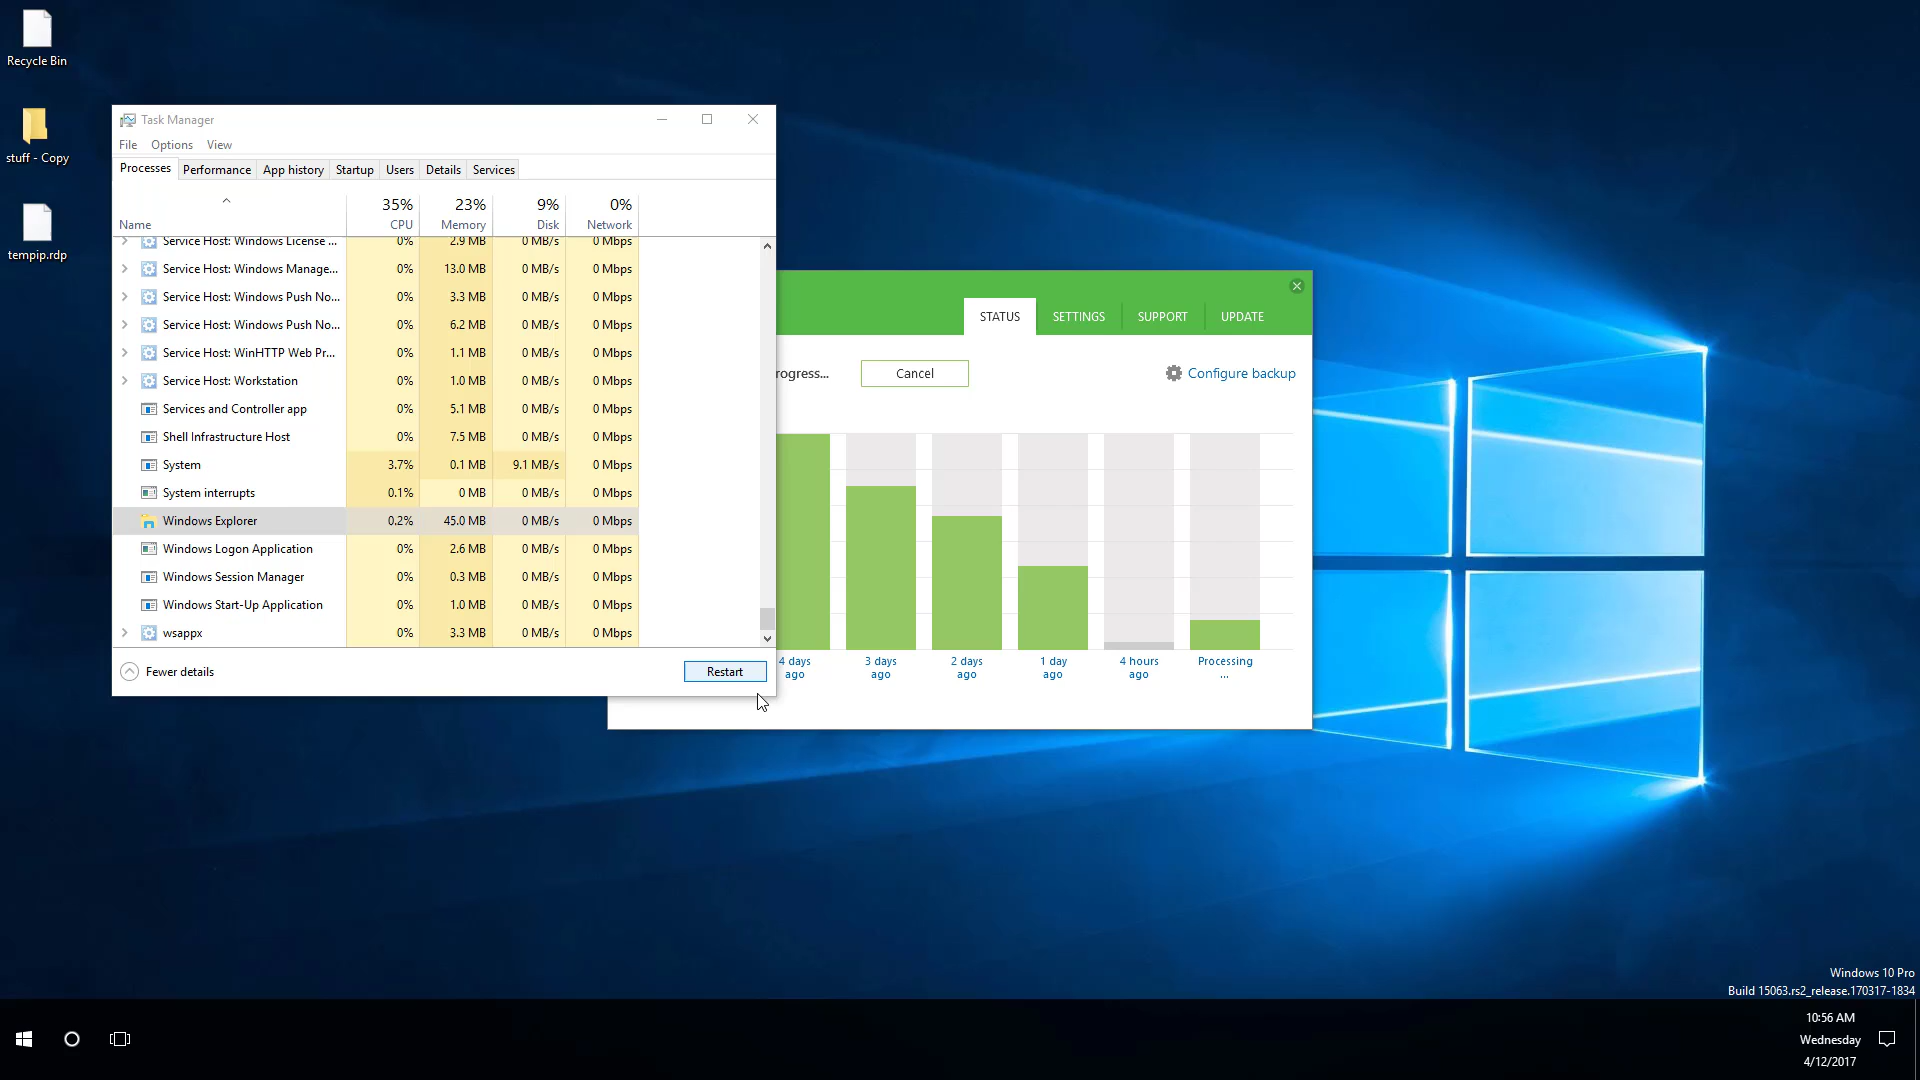 Recycle Bin
stuff - Copy
tempip.rdp
Task Manager
File Options View
Processes Performance App history Startup Users Details Services
35% 23% 9% 0%
Name CPU Memory Disk Network
Service Host: Windows License ... 0% 2.9 MB 0 MB/s 0 Mbps
Service Host: Windows Manage... 0% 13.0 MB 0 MB/s 0 Mbps
Service Host: Windows Push No... 0% 3.3 MB 0 MB/s 0 Mbps
Service Host: Windows Push No... 0% 6.2 MB 0 MB/s 0 Mbps
Service Host: WinHTTP Web Pr... 0% 1.1 MB 0 MB/s 0 Mbps
Service Host: Workstation 0% 1.0 MB 0 MB/s 0 Mbps
Services and Controller app 0% 5.1 MB 0 MB/s 0 Mbps
Shell Infrastructure Host 0% 7.5 MB 0 MB/s 0 Mbps
System 3.7% 0.1 MB 9.1 MB/s 0 Mbps
System interrupts 0.1% 0 MB 0 MB/s 0 Mbps
Windows Explorer 0.2% 45.0 MB 0 MB/s 0 Mbps
Windows Logon Application 0% 2.6 MB 0 MB/s 0 Mbps
Windows Session Manager 0% 0.3 MB 0 MB/s 0 Mbps
Windows Start-Up Application 0% 1.0 MB 0 MB/s 0 Mbps
wsappx 0% 3.3 MB 0 MB/s 0 Mbps
Fewer details Restart
STATUS SETTINGS SUPPORT UPDATE
rogress... Cancel Configure backup
4 days 3 days 2 days 1 day 4 hours Processing
ago ago ago ago ago ...
Windows 10 Pro
Build 15063.rs2_release.170317-1834
10:56 AM
Wednesday
4/12/2017